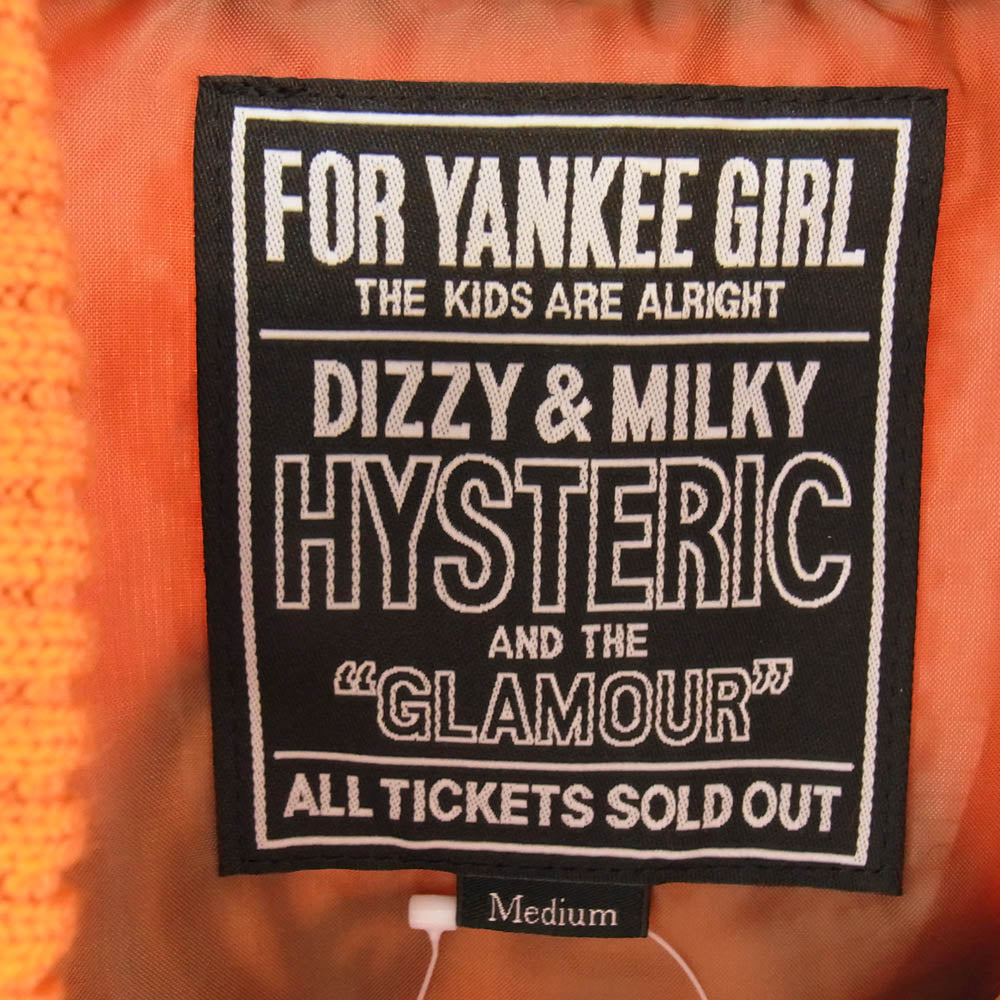 FOR YANKEE GIRL
THE KIDS ARE ALRIGHT
DIZZY & MILKY
HYSTERIC
AND THE
“GLAMOUR”
ALL TICKETS SOLD OUT
Medium